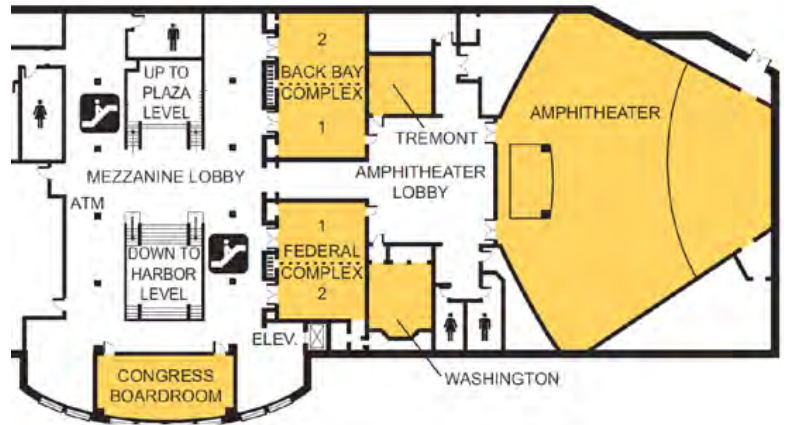 2
BACK BAY
COMPLEX
1
UP TO
PLAZA
LEVEL
AMPHITHEATER
TREMONT
MEZZANINE LOBBY
AMPHITHEATER
LOBBY
ATM
1
FEDERAL
COMPLEX
2
DOWN TO
HARBOR
LEVEL
ELEV.
CONGRESS
BOARDROOM
WASHINGTON